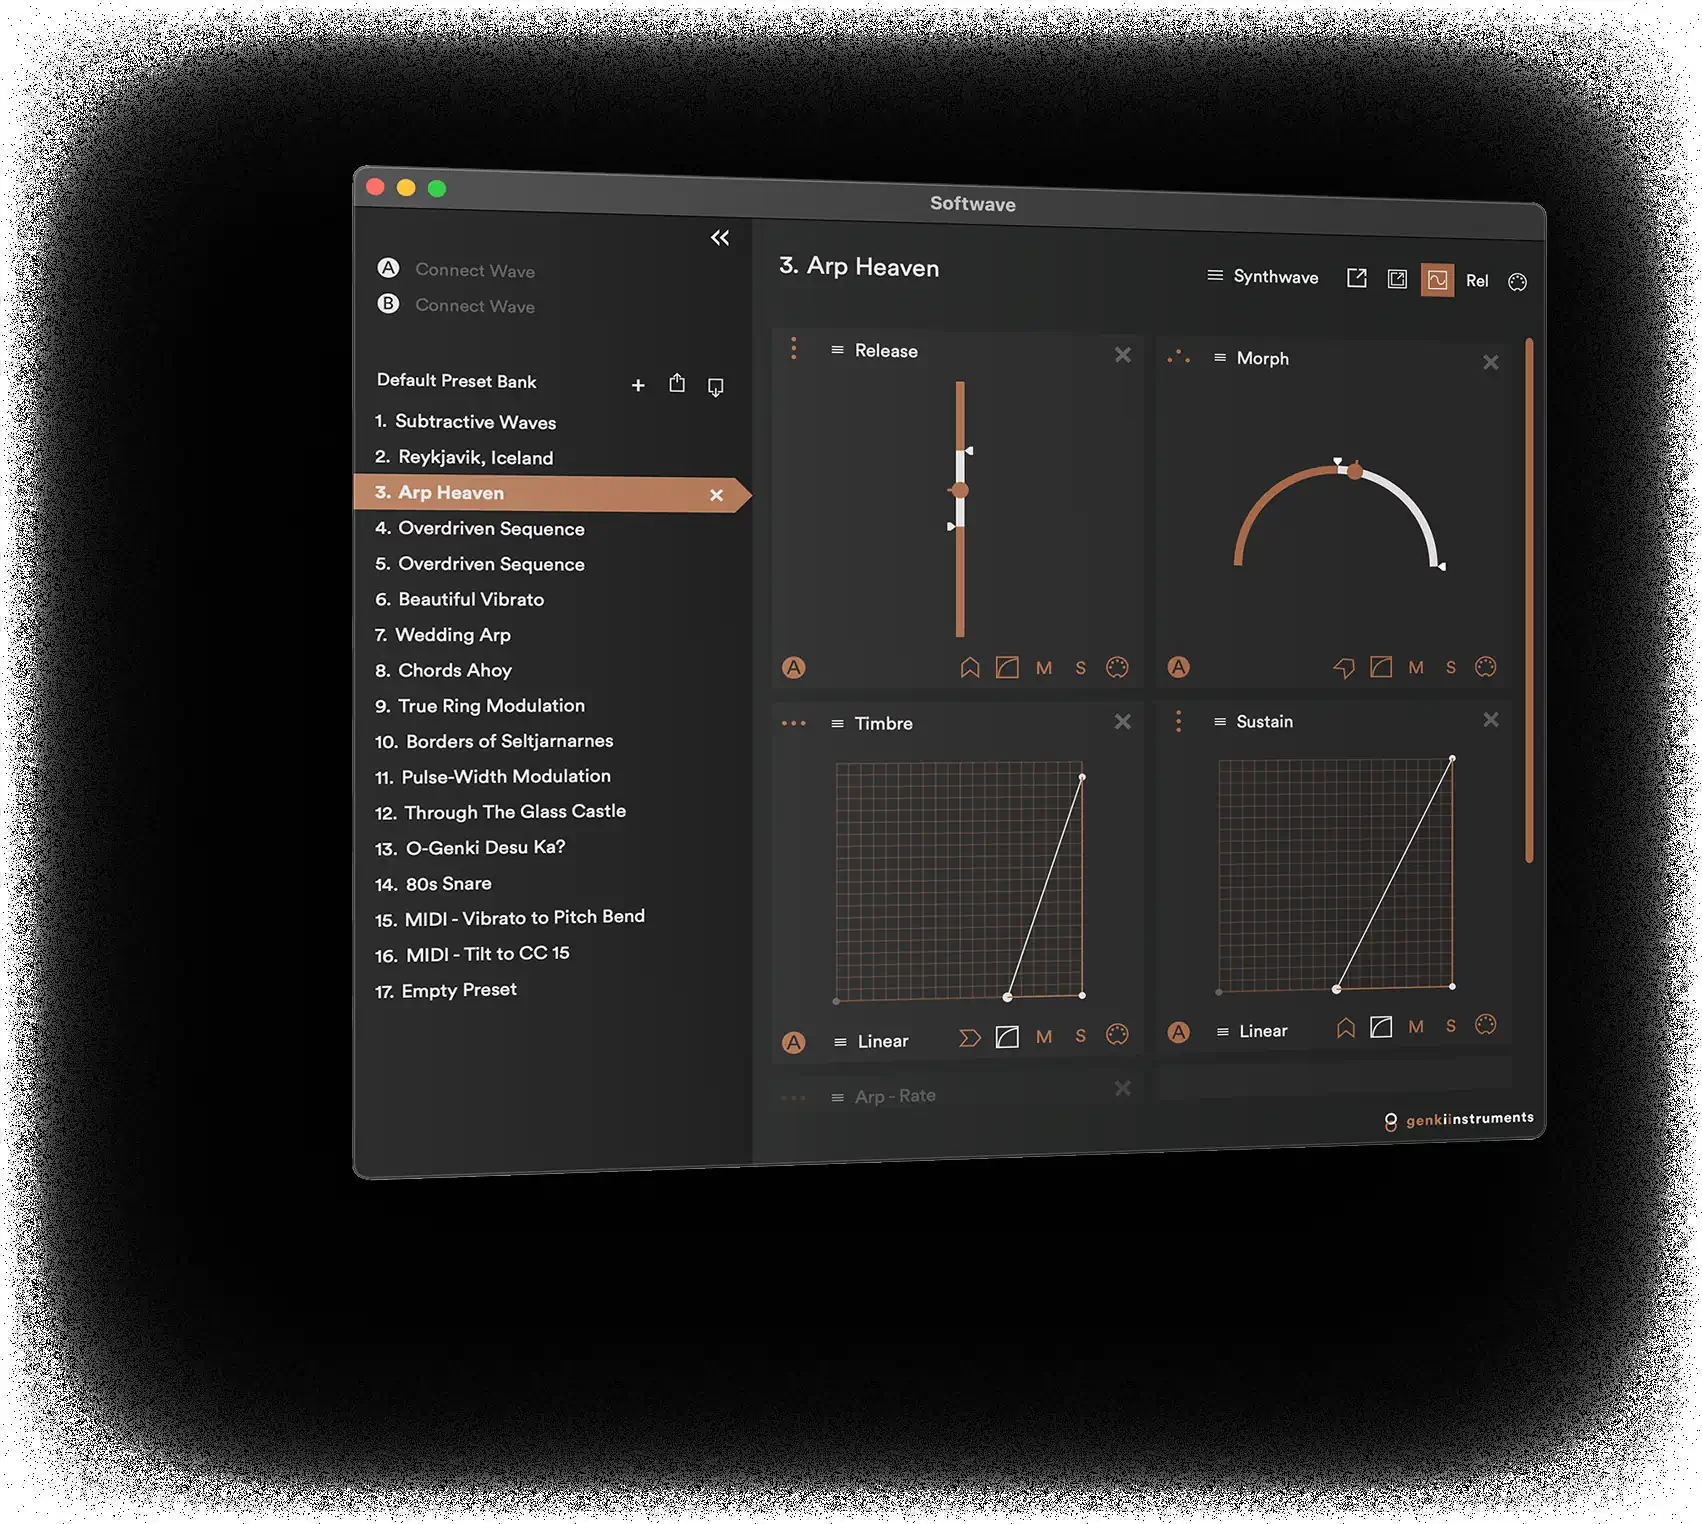 Softwave
A Connect Wave
B Connect Wave
Default Preset Bank
1. Subtractive Waves
2. Reykjavik, Iceland
3. Arp Heaven
4. Overdriven Sequence
5. Overdriven Sequence
6. Beautiful Vibrato
7. Wedding Arp
8. Chords Ahoy
9. True Ring Modulation
10. Borders of Seltjarnarnes
11. Pulse-Width Modulation
12. Through The Glass Castle
13. O-Genki Desu Ka?
14. 80s Snare
15. MIDI - Vibrato to Pitch Bend
16. MIDI - Tilt to CC 15
17. Empty Preset
3. Arp Heaven
Synthwave Rel
Release
A M S
Morph
A M S
Timbre
A Linear M S
Sustain
A Linear M S
Arp - Rate
genkiinstruments